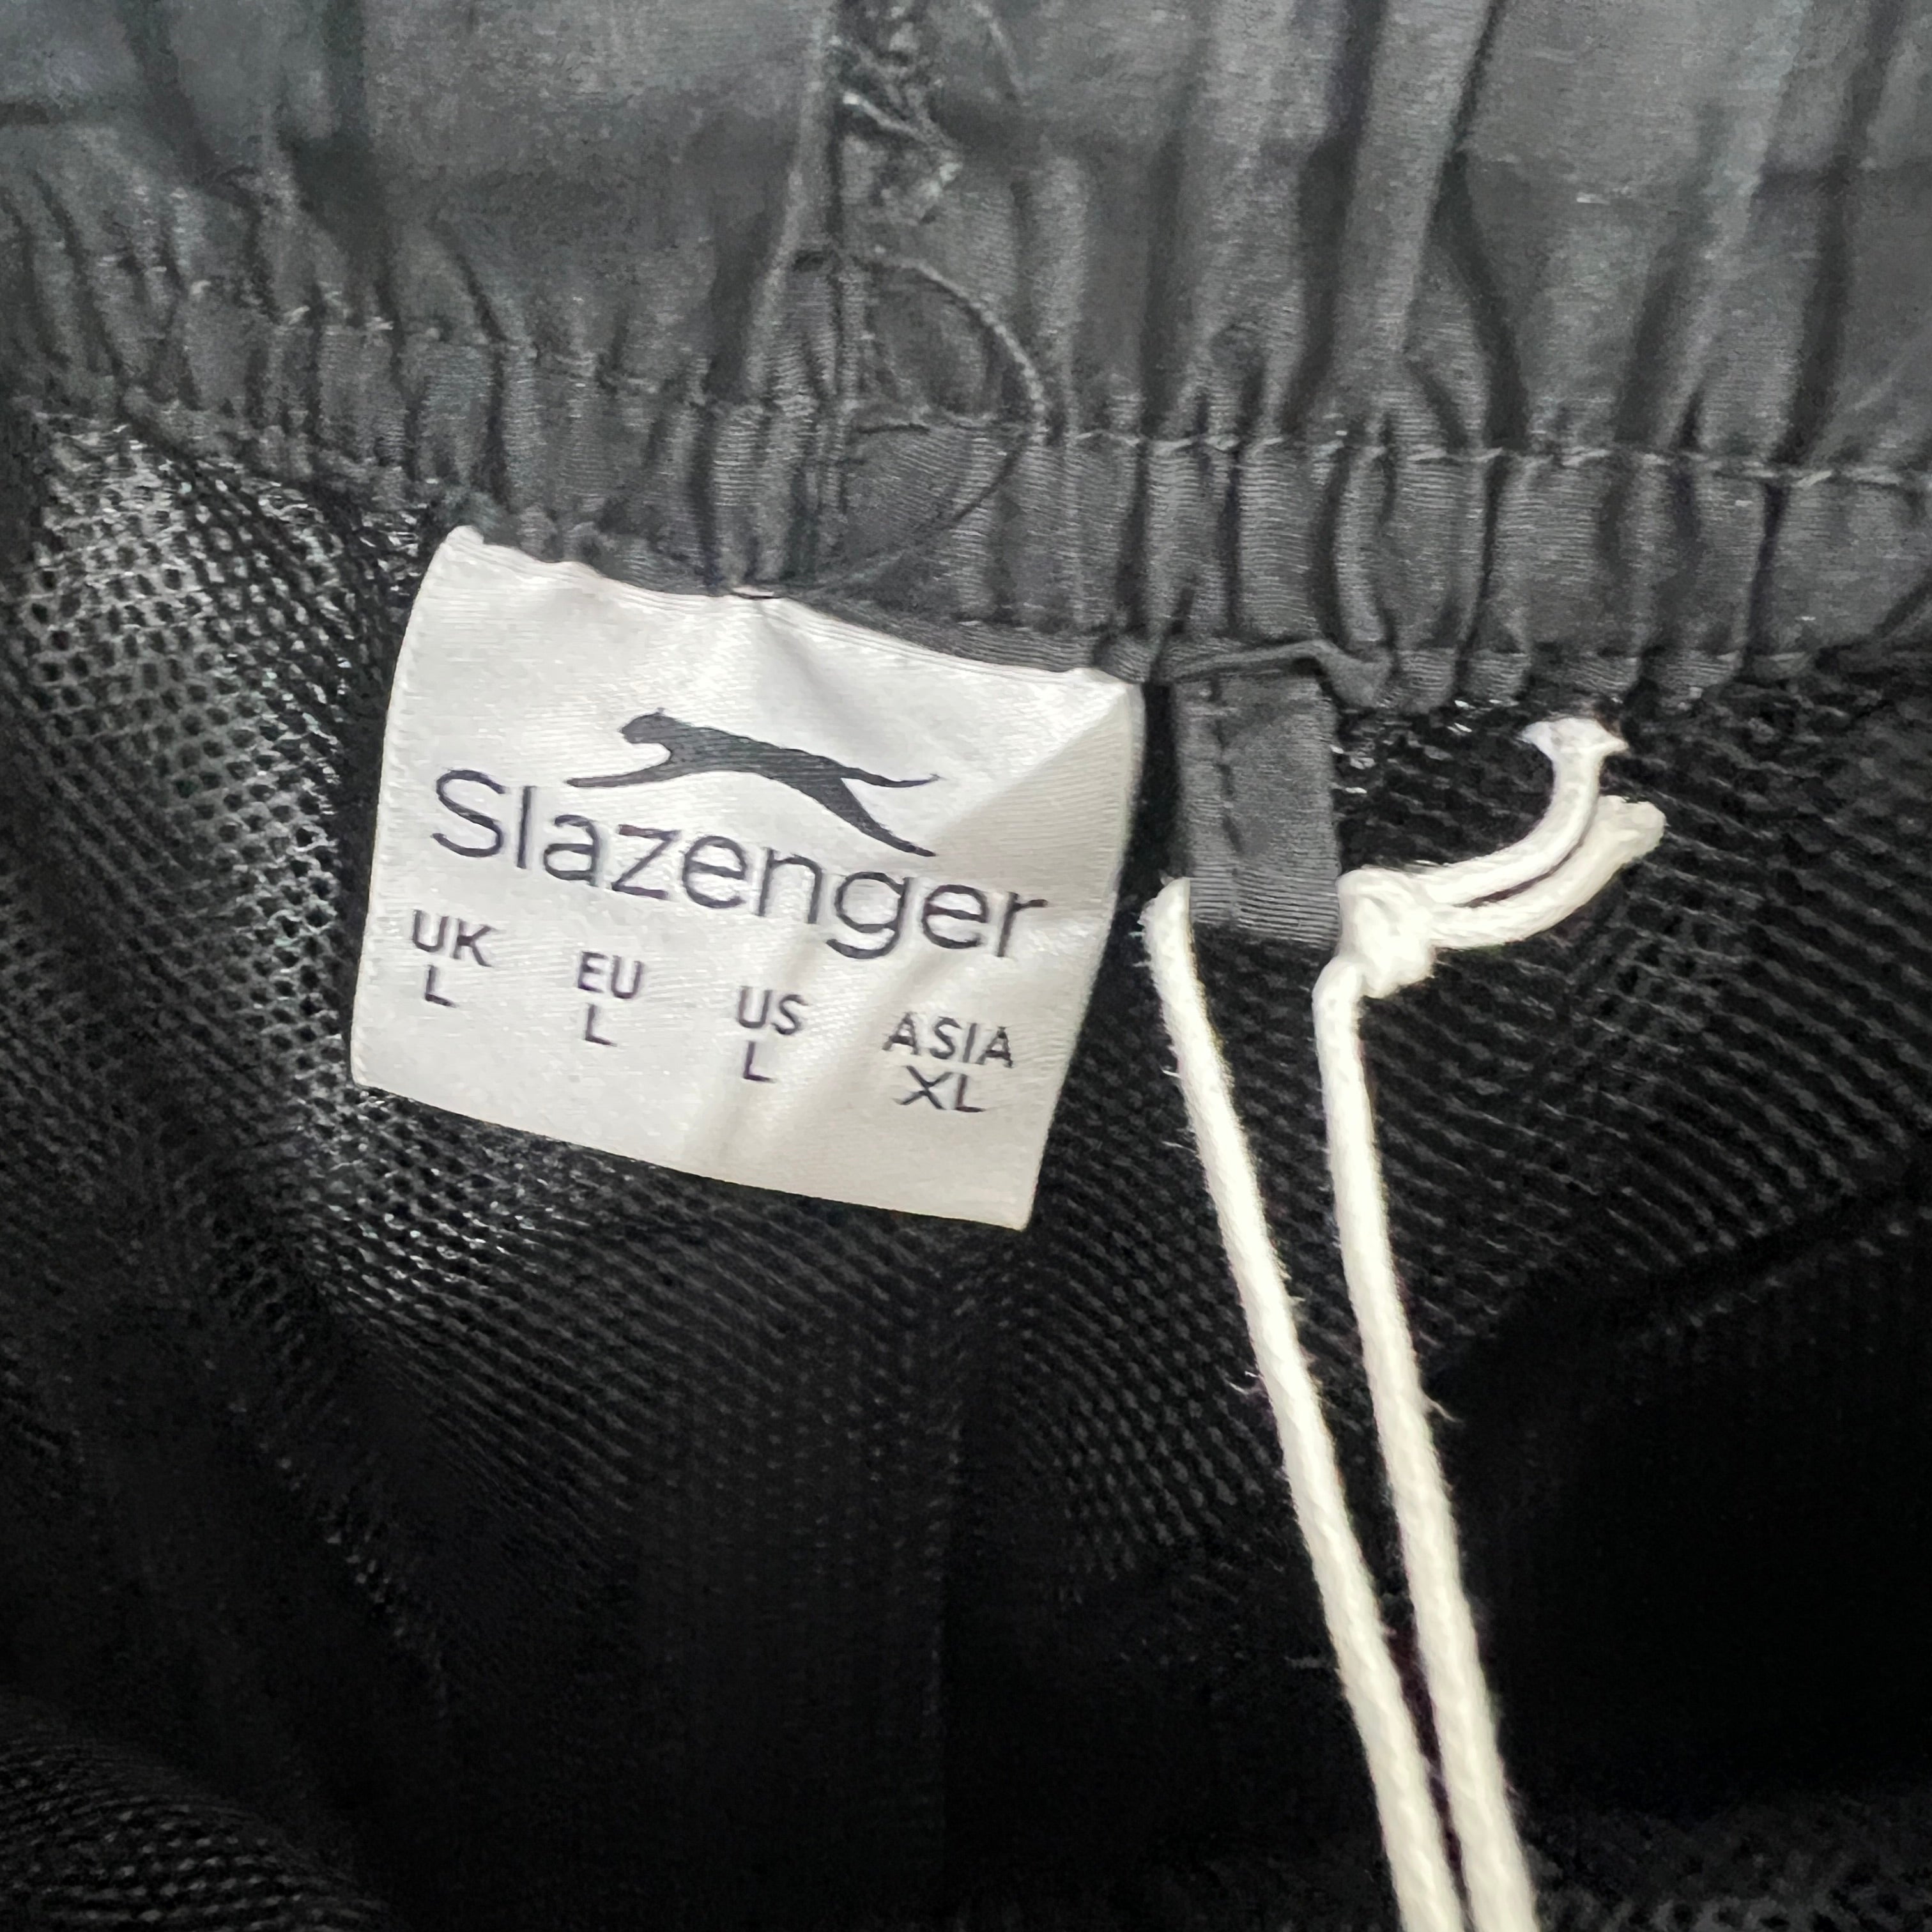 Slazenger
UK EU US ASIA
L L L XL